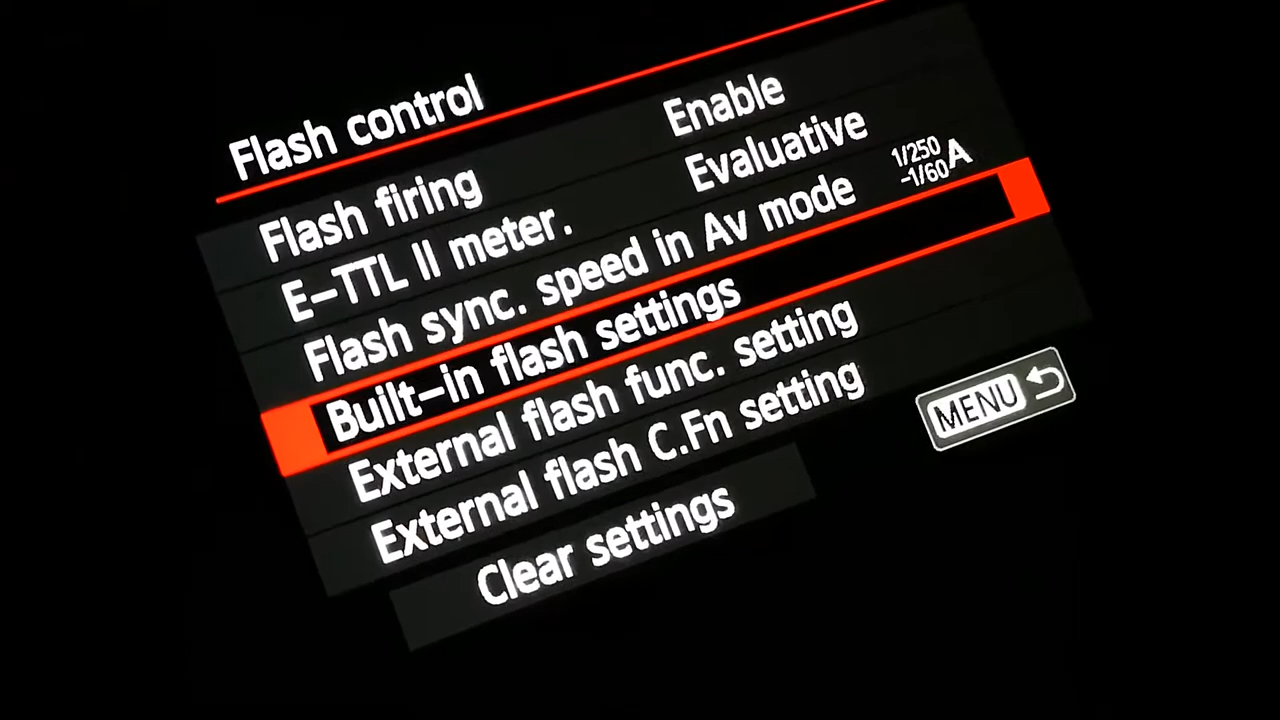 Flash control
Flash firing Enable
E-TTL II meter. Evaluative
Flash sync. speed in Av mode 1/250-1/60 A
Built-in flash settings
External flash func. setting
External flash C.Fn setting
Clear settings
MENU